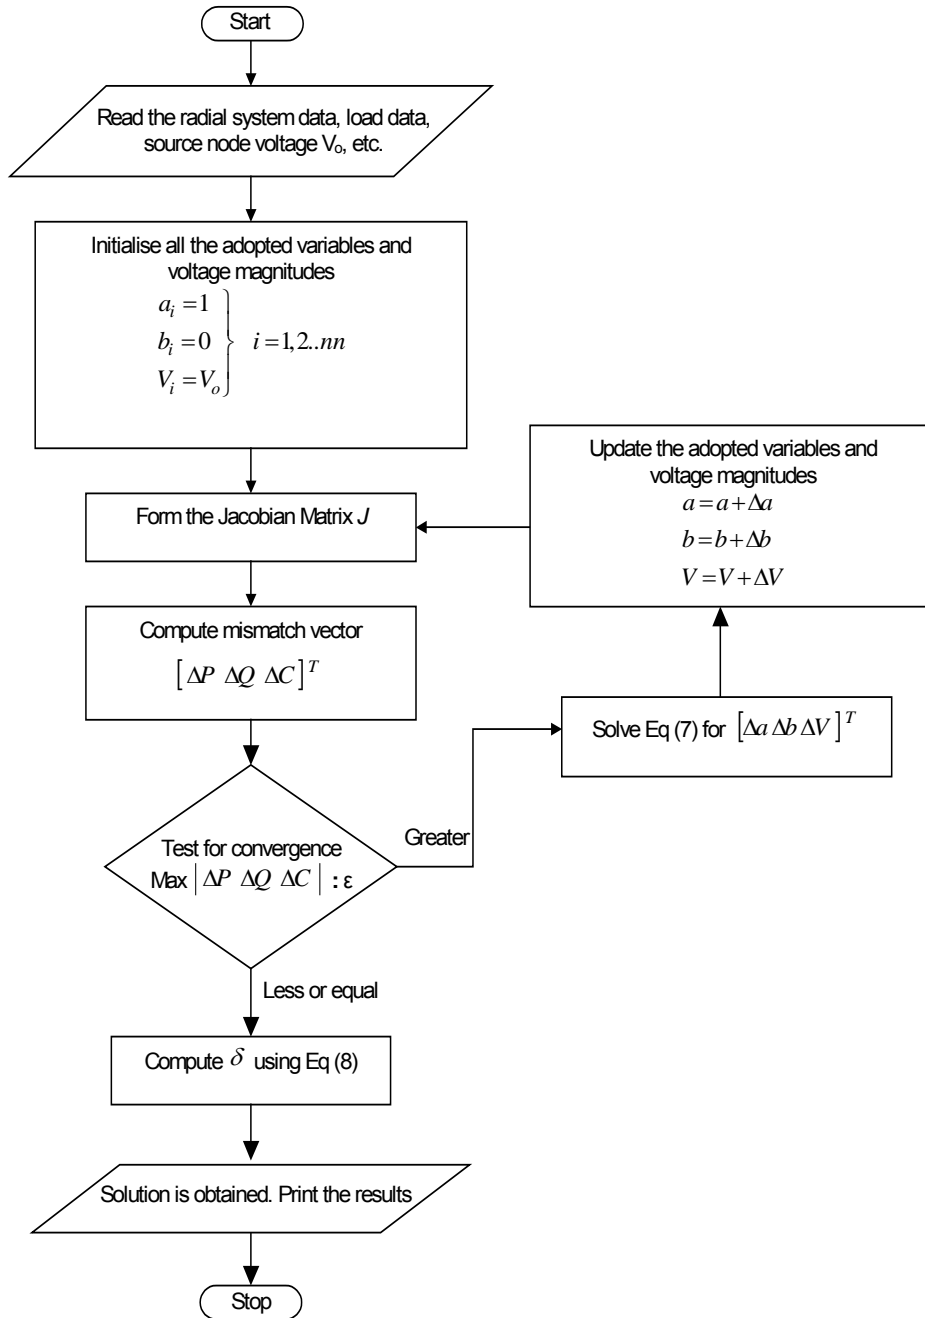 Start
Read the radial system data, load data,
source node voltage Vₒ, etc.
Initialise all the adopted variables and
voltage magnitudes
aᵢ = 1
bᵢ = 0 } i = 1,2..nn
Vᵢ = Vₒ
Form the Jacobian Matrix J
Compute mismatch vector
[ΔP ΔQ ΔC]ᵀ
Test for convergence
Max |ΔP ΔQ ΔC| : ε
Greater
Solve Eq (7) for [Δa Δb ΔV]ᵀ
Update the adopted variables and
voltage magnitudes
a = a + Δa
b = b + Δb
V = V + ΔV
Less or equal
Compute δ using Eq (8)
Solution is obtained. Print the results
Stop